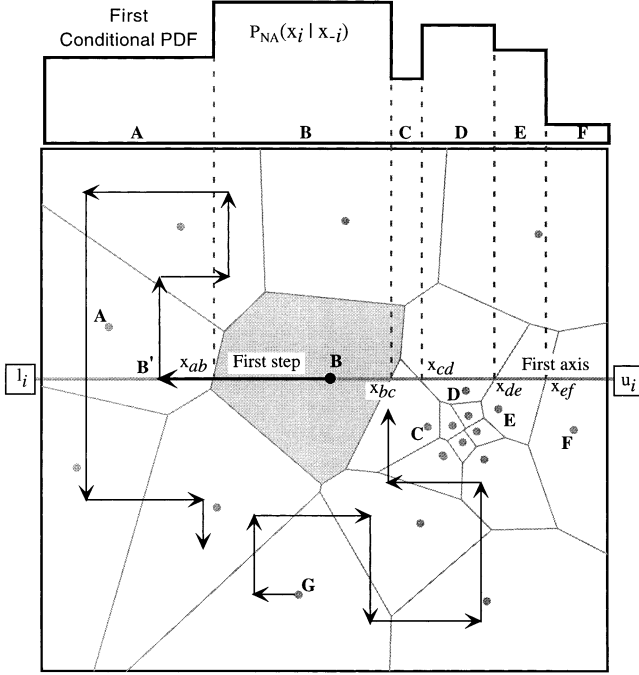 First
Conditional PDF
P_NA(x_i | x_-i)
A B C D E F
A
B'
x_ab
First step
B
x_cd
First axis
l_i
u_i
x_bc
D
x_de
x_ef
E
C
F
G